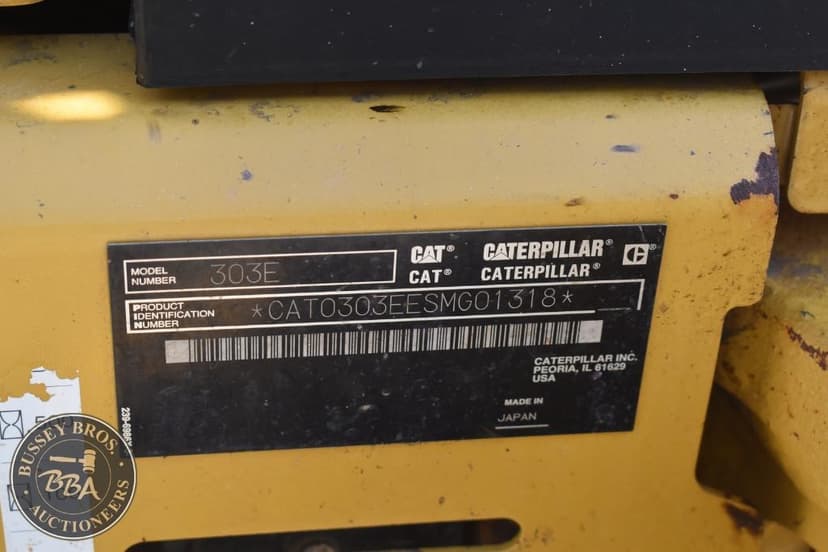 MODEL NUMBER 303E
CAT® CATERPILLAR®
CAT® CATERPILLAR®
PRODUCT IDENTIFICATION NUMBER *CAT0303EESMG01318*
CATERPILLAR INC.
PEORIA, IL 61629
USA
MADE IN
JAPAN
BUSSEY BROS.
BBA
AUCTIONEERS